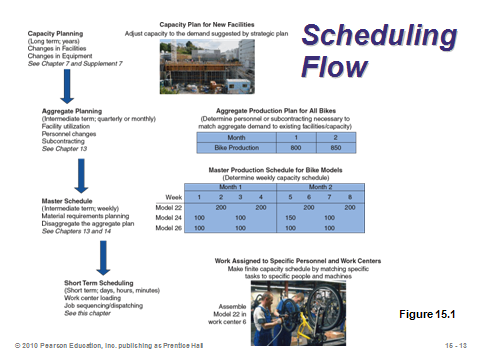 Scheduling
Flow
Capacity Planning
(Long term; years)
Changes in Facilities
Changes in Equipment
See Chapter 7 and Supplement 7
Capacity Plan for New Facilities
Adjust capacity to the demand suggested by strategic plan
Aggregate Planning
(Intermediate term; quarterly or monthly)
Facility utilization
Personnel changes
Subcontracting
See Chapter 13
Aggregate Production Plan for All Bikes
(Determine personnel or subcontracting necessary to
match aggregate demand to existing facilities/capacity)
Month 1 2
Bike Production 800 850
Master Schedule
(Intermediate term; weekly)
Material requirements planning
Disaggregate the aggregate plan
See Chapters 13 and 14
Master Production Schedule for Bike Models
(Determine weekly capacity schedule)
Month 1 Month 2
Week 1 2 3 4 5 6 7 8
Model 22 200 200 200 200
Model 24 100 100 150 100
Model 26 100 100 100 100
Short Term Scheduling
(Short term; days, hours, minutes)
Work center loading
Job sequencing/dispatching
See this chapter
Work Assigned to Specific Personnel and Work Centers
Make finite capacity schedule by matching specific
tasks to specific people and machines
Assemble
Model 22 in
work center 6
Figure 15.1
© 2010 Pearson Education, Inc. publishing as Prentice Hall
15 - 13